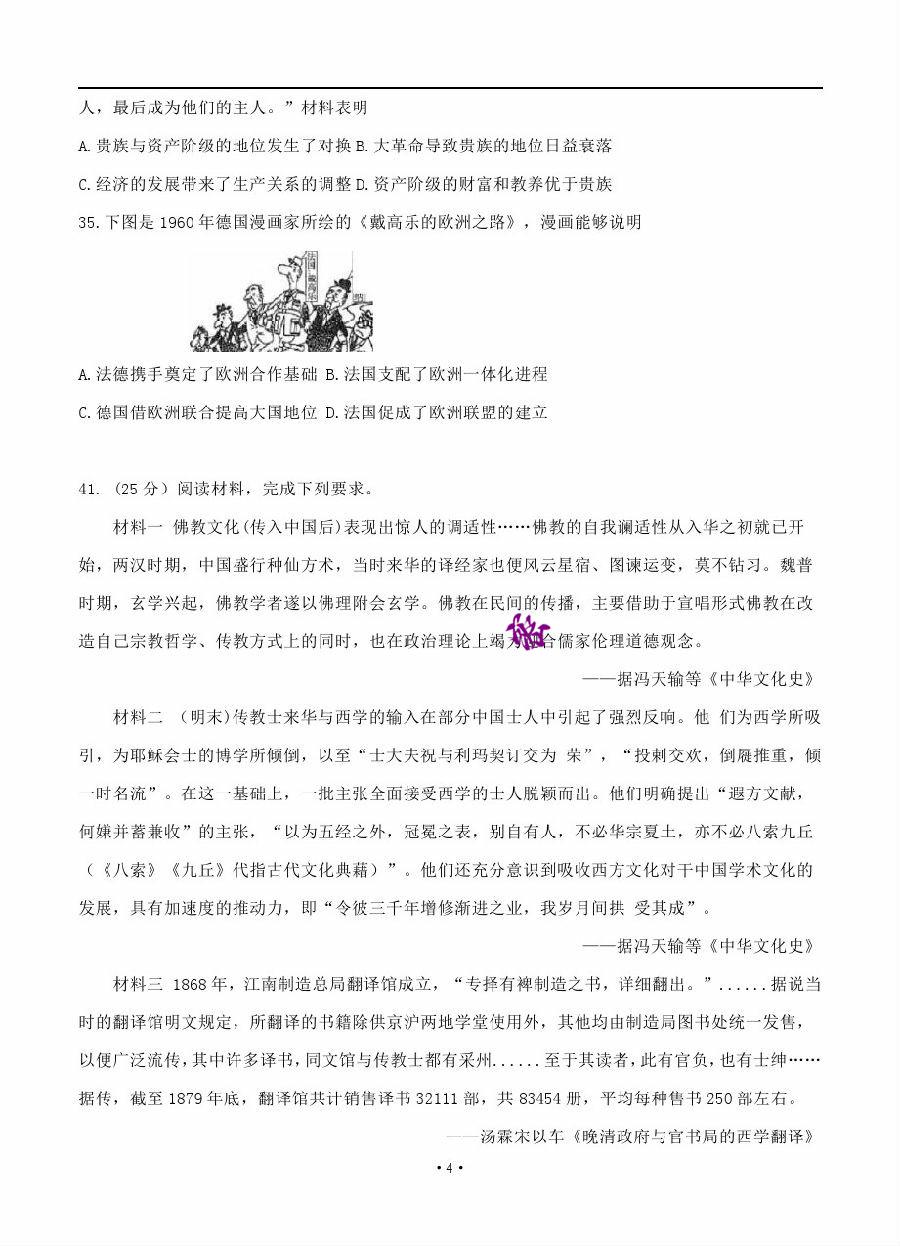 人，最后成为他们的主人。”材料表明
A.贵族与资产阶级的地位发生了对换 B.大革命导致贵族的地位日益衰落
C.经济的发展带来了生产关系的调整 D.资产阶级的财富和教养优于贵族
35.下图是 1960 年德国漫画家所绘的《戴高乐的欧洲之路》，漫画能够说明
法国 戴高乐
A.法德携手奠定了欧洲合作基础 B.法国支配了欧洲一体化进程
C.德国借欧洲联合提高大国地位 D.法国促成了欧洲联盟的建立
41. (25 分）阅读材料，完成下列要求。
材料一 佛教文化(传入中国后)表现出惊人的调适性……佛教的自我谰适性从入华之初就已开
始，两汉时期，中国盛行种仙方术，当时来华的译经家也便风云星宿、图谏运变，莫不钻习。魏普
时期，玄学兴起，佛教学者遂以佛理附会玄学。佛教在民间的传播，主要借助于宣唱形式佛教在改
造自己宗教哲学、传教方式上的同时，也在政治理论上竭力合儒家伦理道德观念。
——据冯天输等《中华文化史》
材料二 （明末)传教士来华与西学的输入在部分中国士人中引起了强烈反响。他 们为西学所吸
引，为耶稣会士的博学所倾倒，以至“士大夫祝与利玛契订交为 荣”，“投剌交欢，倒屣推重，倾
一时名流”。在这一基础上，一批主张全面接受西学的士人脱颖而出。他们明确提出“遐方文献，
何嫌并蓄兼收”的主张，“以为五经之外，冠冕之表，别自有人，不必华宗夏土，亦不必八索九丘
（《八索》《九丘》代指古代文化典藉）”。他们还充分意识到吸收西方文化对干中国学术文化的
发展，具有加速度的推动力，即“令彼三千年增修渐进之业，我岁月间拱 受其成”。
——据冯天输等《中华文化史》
材料三 1868 年，江南制造总局翻译馆成立，“专择有裨制造之书，详细翻出。”......据说当
时的翻译馆明文规定，所翻译的书籍除供京沪两地学堂使用外，其他均由制造局图书处统一发售，
以便广泛流传，其中许多译书，同文馆与传教士都有采州......至于其读者，此有官负，也有士绅……
据传，截至 1879 年底，翻译馆共计销售译书 32111 部，共 83454 册，平均每种售书 250 部左右。
——汤霖宋以车《晚清政府与官书局的西学翻译》
·4·